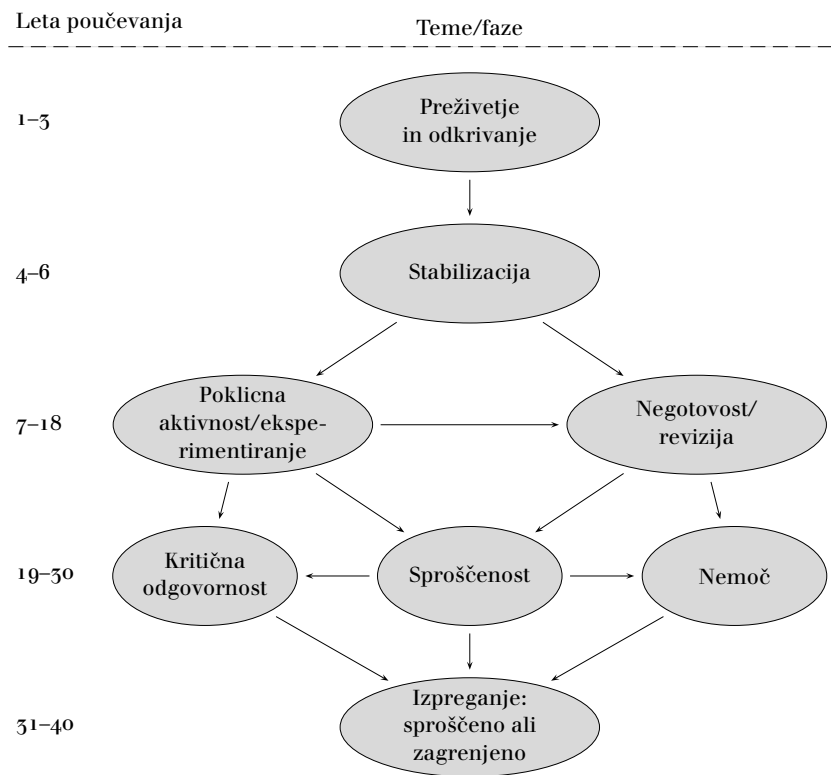 Leta poučevanja
Teme/faze
1–3
Preživetje
in odkrivanje
4–6
Stabilizacija
7–18
Poklicna
aktivnost/ekspe-
rimentiranje
Negotovost/
revizija
19–30
Kritična
odgovornost
Sproščenost
Nemoč
31–40
Izpreganje:
sproščeno ali
zagrenjeno